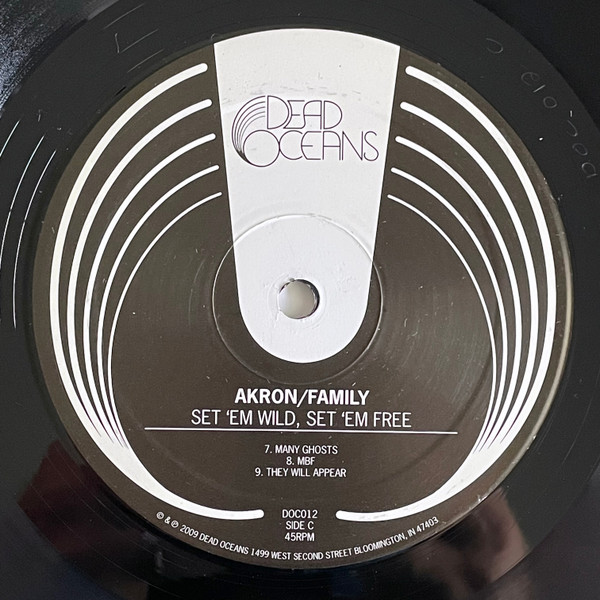 DEAD
OCEANS
AKRON/FAMILY
SET 'EM WILD, SET 'EM FREE
7. MANY GHOSTS
8. MBF
9. THEY WILL APPEAR
DOC012
SIDE C
45RPM
© & ℗ 2009 DEAD OCEANS 1499 WEST SECOND STREET BLOOMINGTON, IN 47403